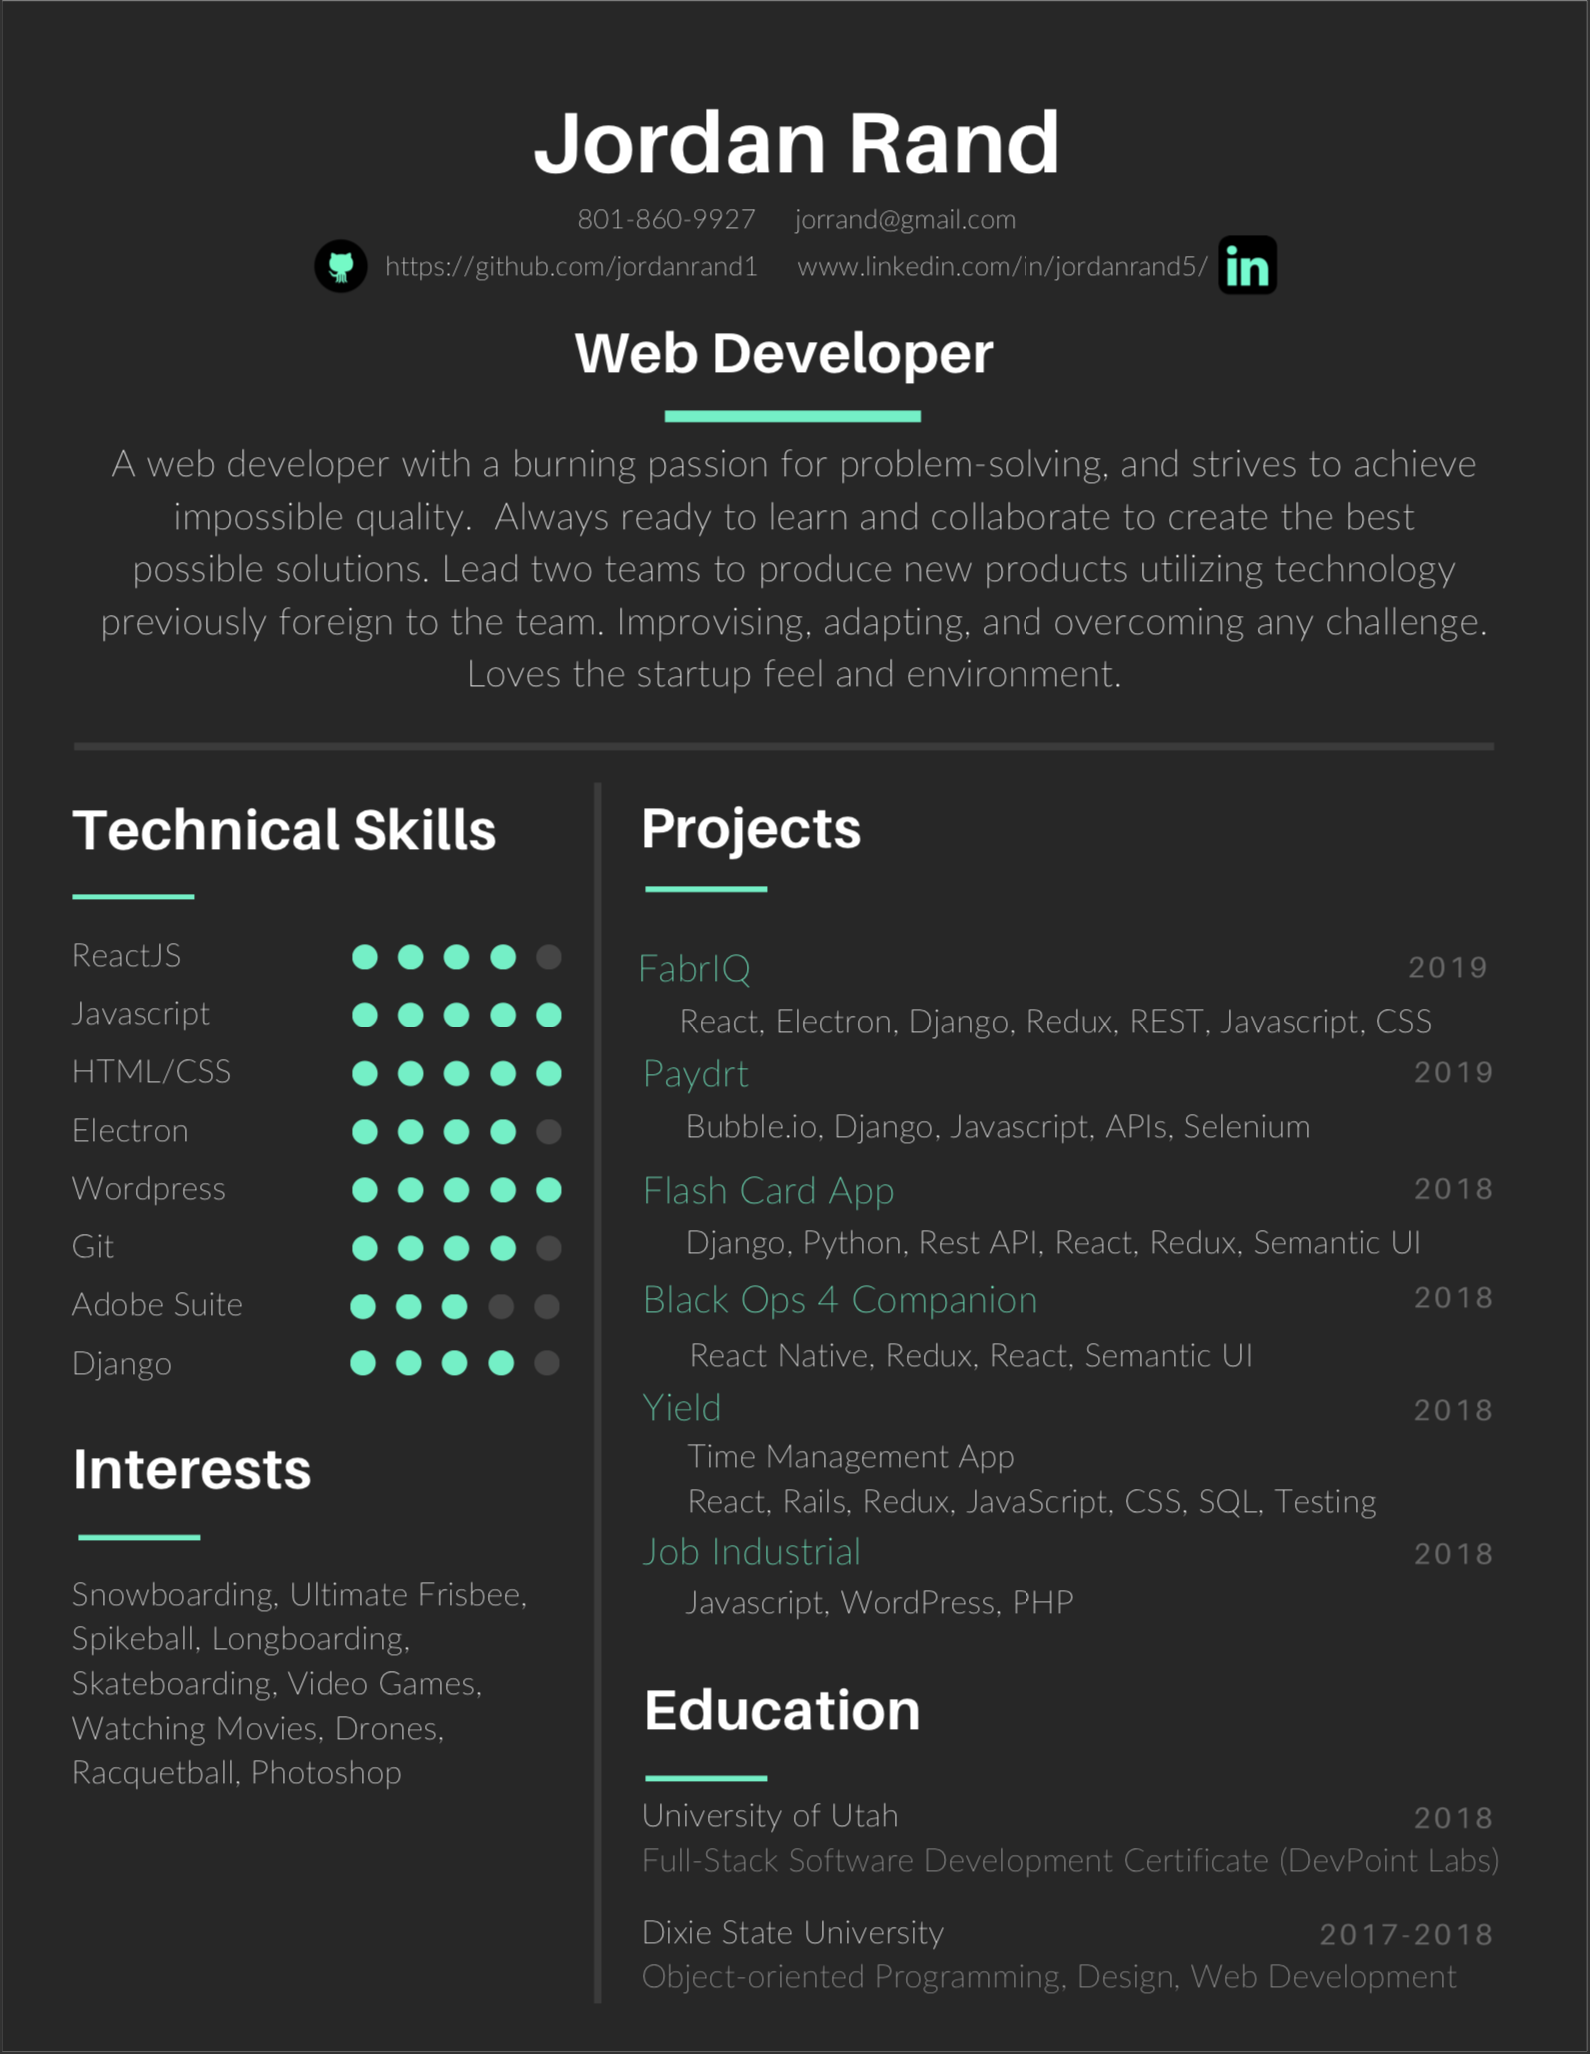 Jordan Rand
801-860-9927 jorrand@gmail.com
https://github.com/jordanrand1 www.linkedin.com/in/jordanrand5/ in
Web Developer
A web developer with a burning passion for problem-solving, and strives to achieve
impossible quality.  Always ready to learn and collaborate to create the best
possible solutions. Lead two teams to produce new products utilizing technology
previously foreign to the team. Improvising, adapting, and overcoming any challenge.
Loves the startup feel and environment.
Technical Skills
ReactJS
Javascript
HTML/CSS
Electron
Wordpress
Git
Adobe Suite
Django
Interests
Snowboarding, Ultimate Frisbee,
Spikeball, Longboarding,
Skateboarding, Video Games,
Watching Movies, Drones,
Racquetball, Photoshop
Projects
FabrIQ 2019
React, Electron, Django, Redux, REST, Javascript, CSS
Paydrt 2019
Bubble.io, Django, Javascript, APIs, Selenium
Flash Card App 2018
Django, Python, Rest API, React, Redux, Semantic UI
Black Ops 4 Companion 2018
React Native, Redux, React, Semantic UI
Yield 2018
Time Management App
React, Rails, Redux, JavaScript, CSS, SQL, Testing
Job Industrial 2018
Javascript, WordPress, PHP
Education
University of Utah 2018
Full-Stack Software Development Certificate (DevPoint Labs)
Dixie State University 2017-2018
Object-oriented Programming, Design, Web Development